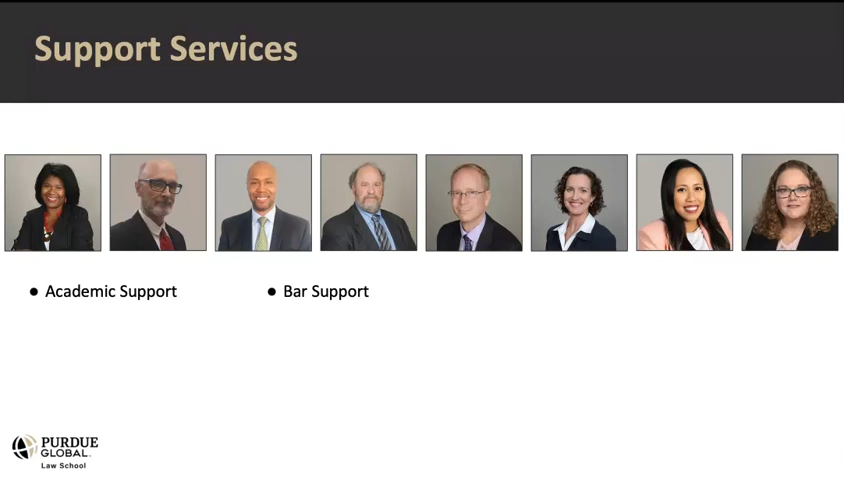 Support Services
● Academic Support
● Bar Support
PURDUE
GLOBAL.
Law School